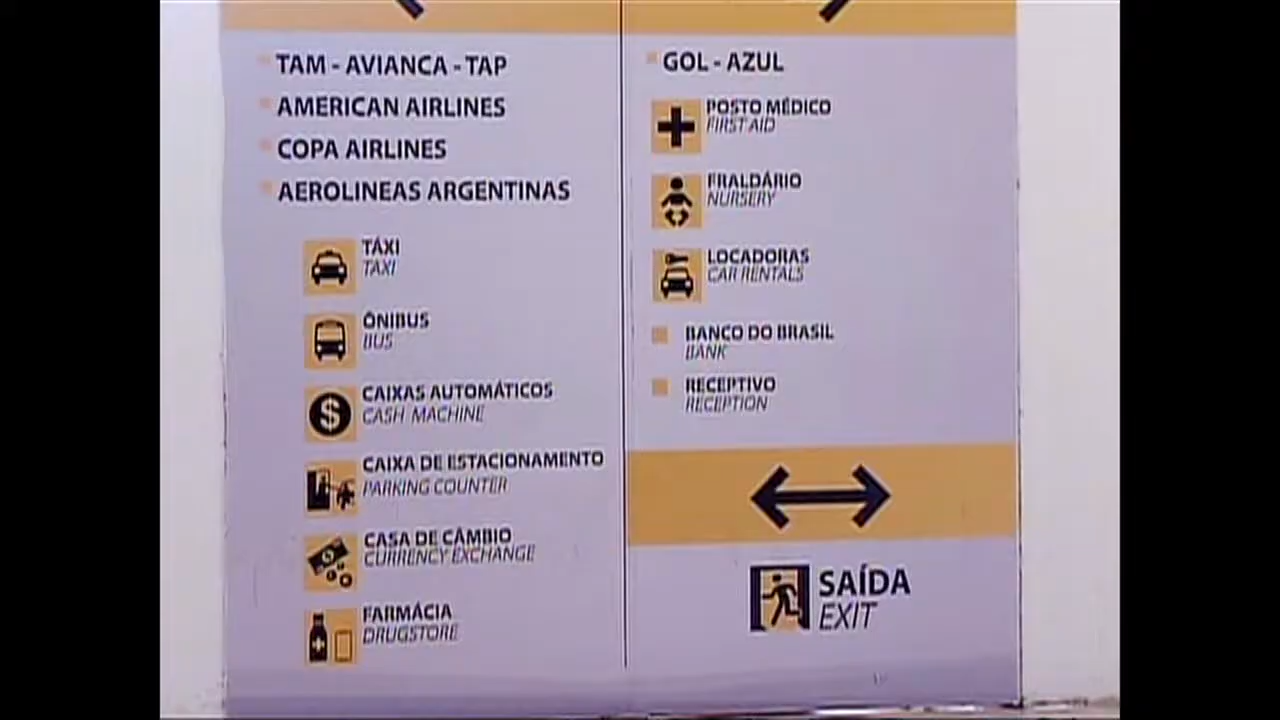 TAM - AVIANCA - TAP
AMERICAN AIRLINES
COPA AIRLINES
AEROLINEAS ARGENTINAS
TÁXI
TAXI
ÔNIBUS
BUS
CAIXAS AUTOMÁTICOS
CASH MACHINE
CAIXA DE ESTACIONAMENTO
PARKING COUNTER
CASA DE CÂMBIO
CURRENCY EXCHANGE
FARMÁCIA
DRUGSTORE
GOL - AZUL
POSTO MÉDICO
FIRST AID
FRALDÁRIO
NURSERY
LOCADORAS
CAR RENTALS
BANCO DO BRASIL
BANK
RECEPTIVO
RECEPTION
SAÍDA
EXIT